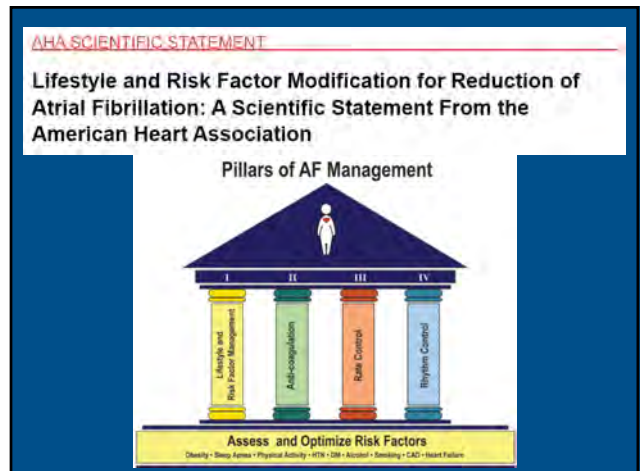 AHA SCIENTIFIC STATEMENT
Lifestyle and Risk Factor Modification for Reduction of
Atrial Fibrillation: A Scientific Statement From the
American Heart Association
Pillars of AF Management
I II III IV
Lifestyle and
Risk Factor Management
Anti-coagulation
Rate Control
Rhythm Control
Assess and Optimize Risk Factors
Obesity • Sleep Apnea • Physical Activity • HTN • DM • Alcohol • Smoking • CAD • Heart Failure